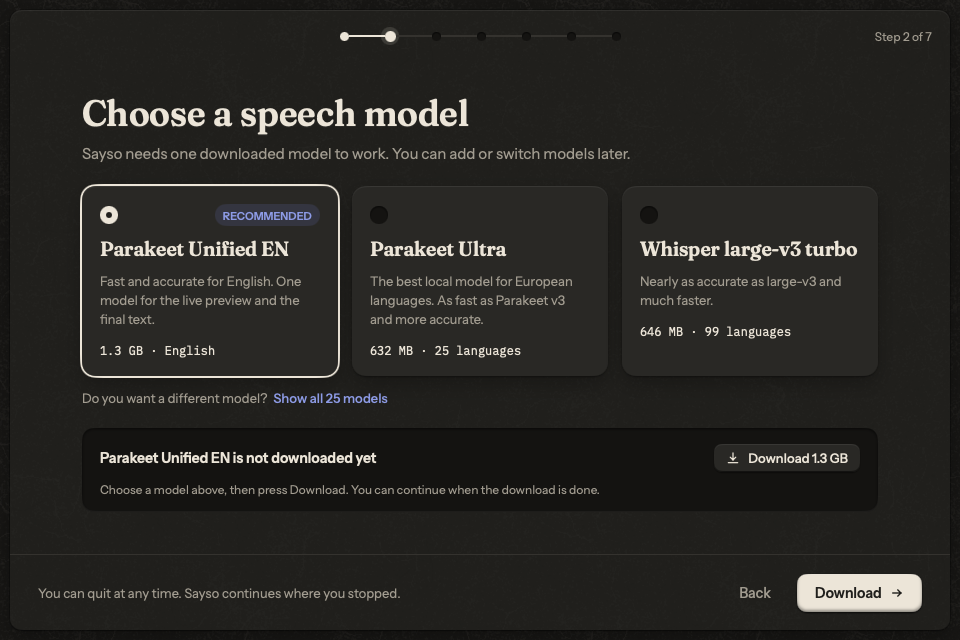 Step 2 of 7
Choose a speech model
Sayso needs one downloaded model to work. You can add or switch models later.
RECOMMENDED
Parakeet Unified EN
Fast and accurate for English. One
model for the live preview and the
final text.
1.3 GB · English
Parakeet Ultra
The best local model for European
languages. As fast as Parakeet v3
and more accurate.
632 MB · 25 languages
Whisper large-v3 turbo
Nearly as accurate as large-v3 and
much faster.
646 MB · 99 languages
Do you want a different model? Show all 25 models
Parakeet Unified EN is not downloaded yet
Download 1.3 GB
Choose a model above, then press Download. You can continue when the download is done.
You can quit at any time. Sayso continues where you stopped.
Back
Download →